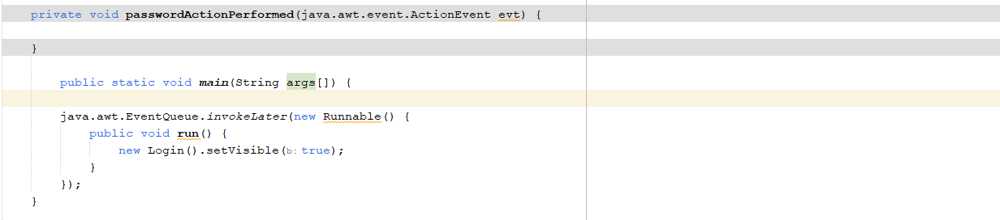 private void passwordActionPerformed(java.awt.event.ActionEvent evt) {
}
public static void main(String args[]) {
java.awt.EventQueue.invokeLater(new Runnable() {
public void run() {
new Login().setVisible(b: true);
}
});
}